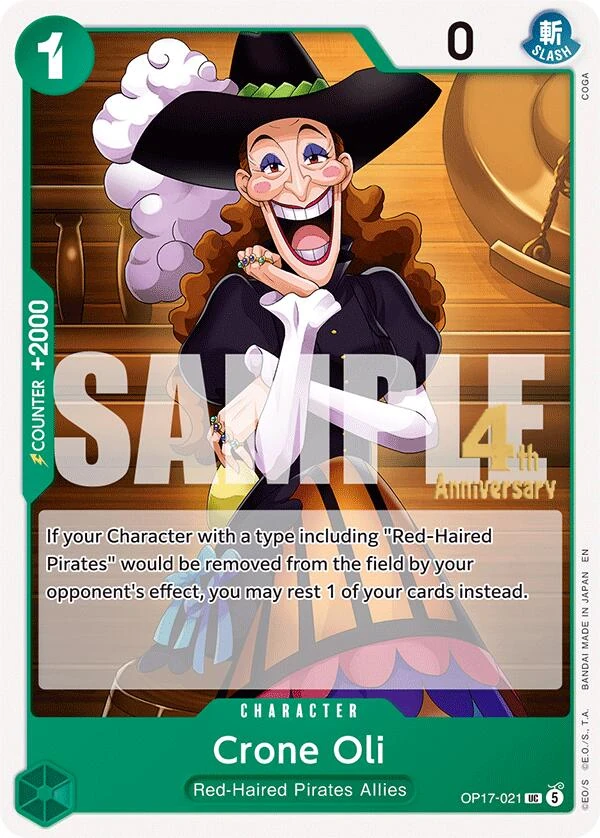 1
0
斬
SLASH
COGA
COUNTER +2000
SAMPLE
4th
Anniversary
If your Character with a type including "Red-Haired
Pirates" would be removed from the field by your
opponent's effect, you may rest 1 of your cards instead.
CHARACTER
Crone Oli
Red-Haired Pirates Allies
OP17-021 UC 5
©EO/S ©E.O./S., T.A. BANDAI MADE IN JAPAN EN